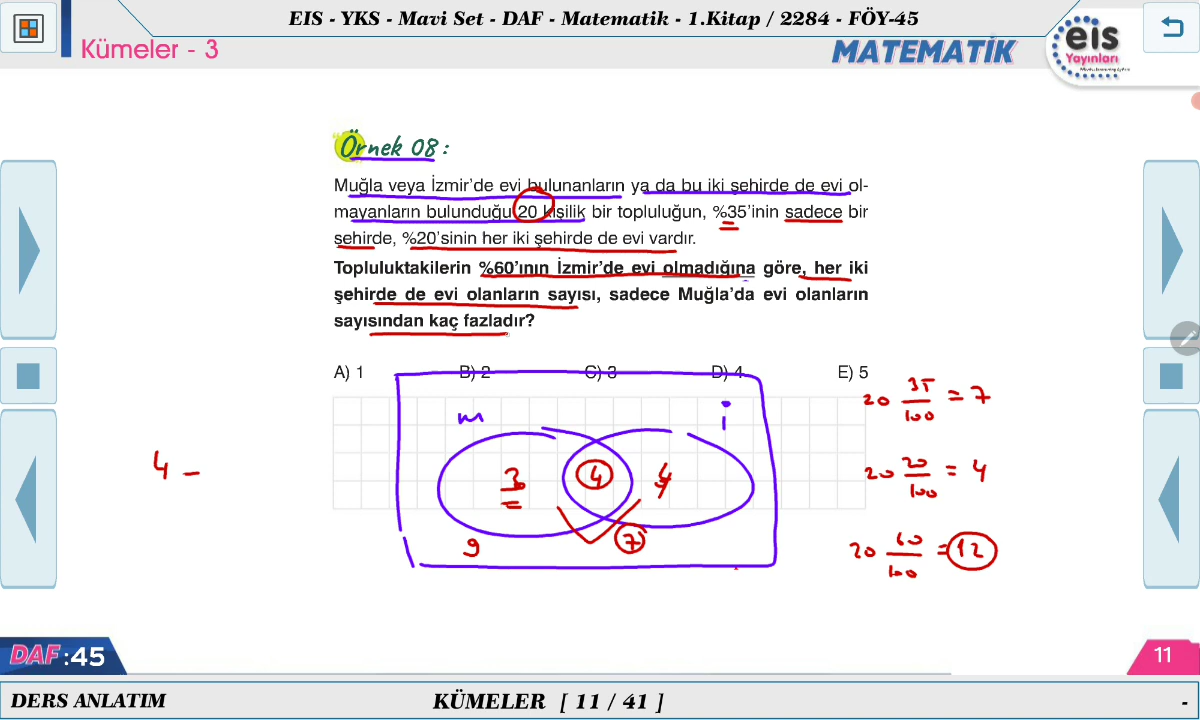 EIS - YKS - Mavi Set - DAF - Matematik - 1.Kitap / 2284 - FÖY-45
Kümeler - 3
MATEMATİK
eis
Yayınları
Örnek 08 :
Muğla veya İzmir'de evi bulunanların ya da bu iki şehirde de evi ol-
mayanların bulunduğu 20 kişilik bir topluluğun, %35'inin sadece bir
şehirde, %20'sinin her iki şehirde de evi vardır.
Topluluktakilerin %60'ının İzmir'de evi olmadığına göre, her iki
şehirde de evi olanların sayısı, sadece Muğla'da evi olanların
sayısından kaç fazladır?
A) 1 B) 2 C) 3 D) 4 E) 5
20 35/100 = 7
m i
4 -
3 4 4
20 20/100 = 4
9 7
20 60/100 = 12
DAF :45
11
DERS ANLATIM
KÜMELER [ 11 / 41 ]
-